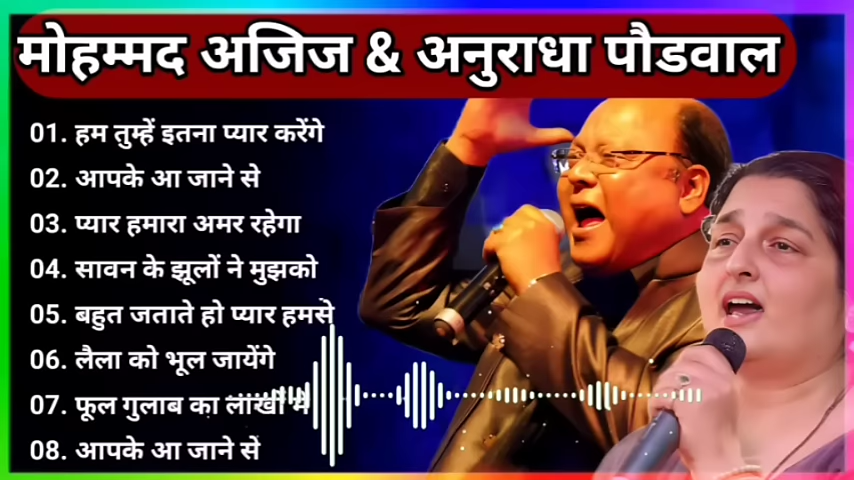 मोहम्मद अजिज & अनुराधा पौडवाल
01. हम तुम्हें इतना प्यार करेंगे
02. आपके आ जाने से
03. प्यार हमारा अमर रहेगा
04. सावन के झूलों ने मुझको
05. बहुत जताते हो प्यार हमसे
06. लैला को भूल जायेंगे
07. फूल गुलाब का लाखों में
08. आपके आ जाने से